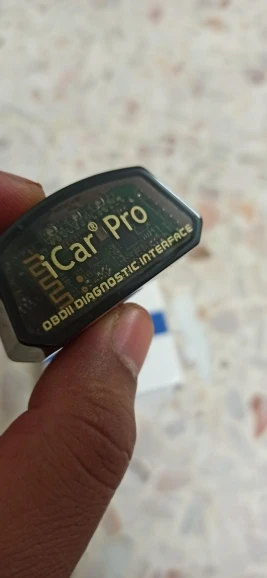 iCar® Pro
OBDII DIAGNOSTIC INTERFACE